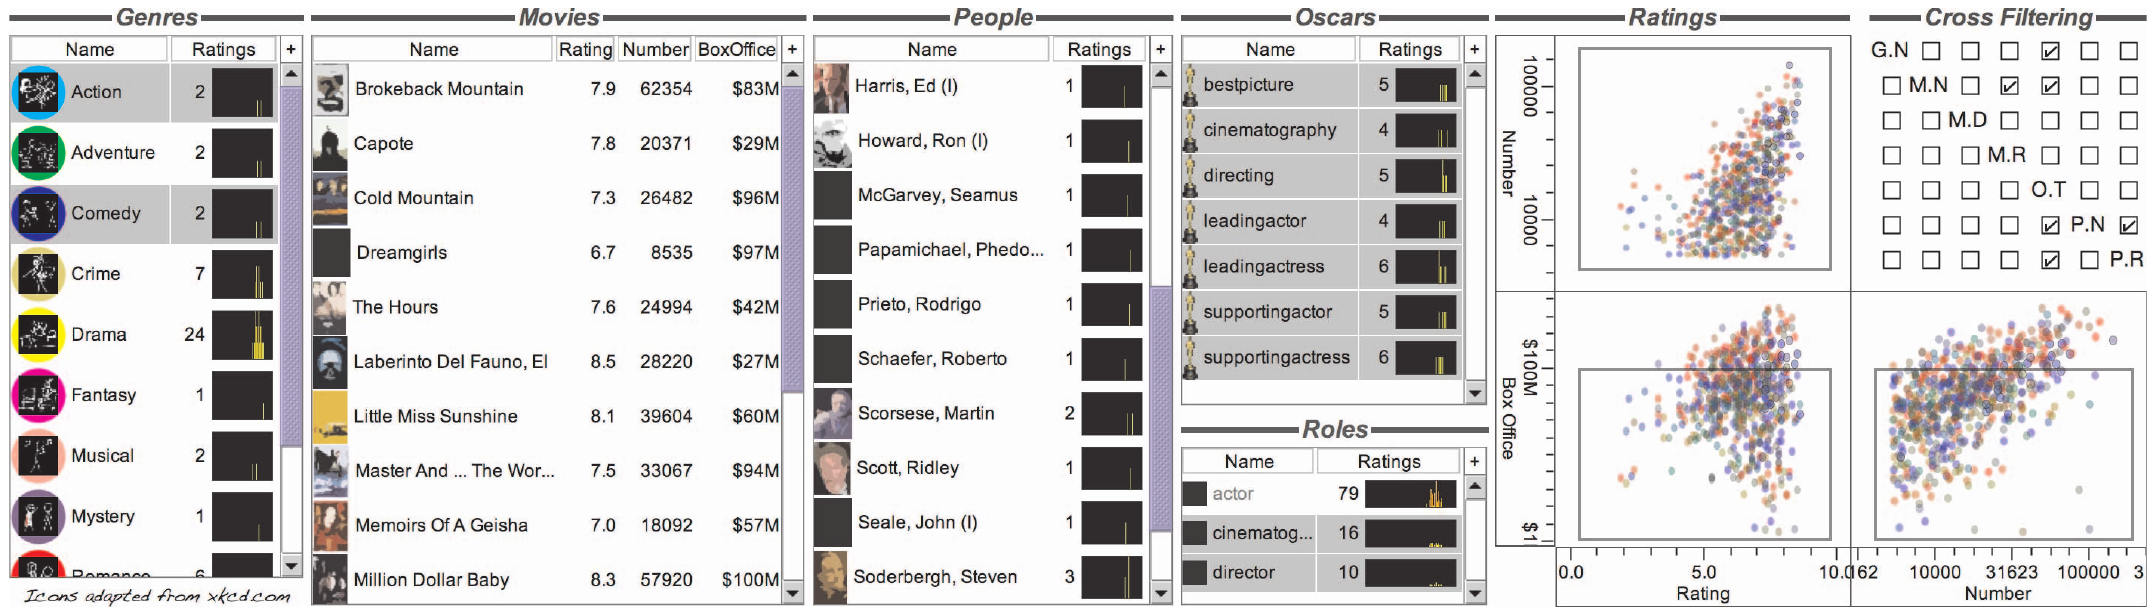 Genres
Name Ratings +
Action 2
Adventure 2
Comedy 2
Crime 7
Drama 24
Fantasy 1
Musical 2
Mystery 1
Romance 6
Icons adapted from xkcd.com
Movies
Name Rating Number BoxOffice +
Brokeback Mountain 7.9 62354 $83M
Capote 7.8 20371 $29M
Cold Mountain 7.3 26482 $96M
Dreamgirls 6.7 8535 $97M
The Hours 7.6 24994 $42M
Laberinto Del Fauno, El 8.5 28220 $27M
Little Miss Sunshine 8.1 39604 $60M
Master And ... The Wor... 7.5 33067 $94M
Memoirs Of A Geisha 7.0 18092 $57M
Million Dollar Baby 8.3 57920 $100M
People
Name Ratings +
Harris, Ed (I) 1
Howard, Ron (I) 1
McGarvey, Seamus 1
Papamichael, Phedo... 1
Prieto, Rodrigo 1
Schaefer, Roberto 1
Scorsese, Martin 2
Scott, Ridley 1
Seale, John (I) 1
Soderbergh, Steven 3
Oscars
Name Ratings +
bestpicture 5
cinematography 4
directing 5
leadingactor 4
leadingactress 6
supportingactor 5
supportingactress 6
Roles
Name Ratings +
actor 79
cinematog... 16
director 10
Ratings
Number
100000
10000
Box Office
$100M
$1
0.0 5.0 10.0
Rating
162 10000 31623 100000 3
Number
Cross Filtering
G.N
M.N
M.D
M.R
O.T
P.N
P.R